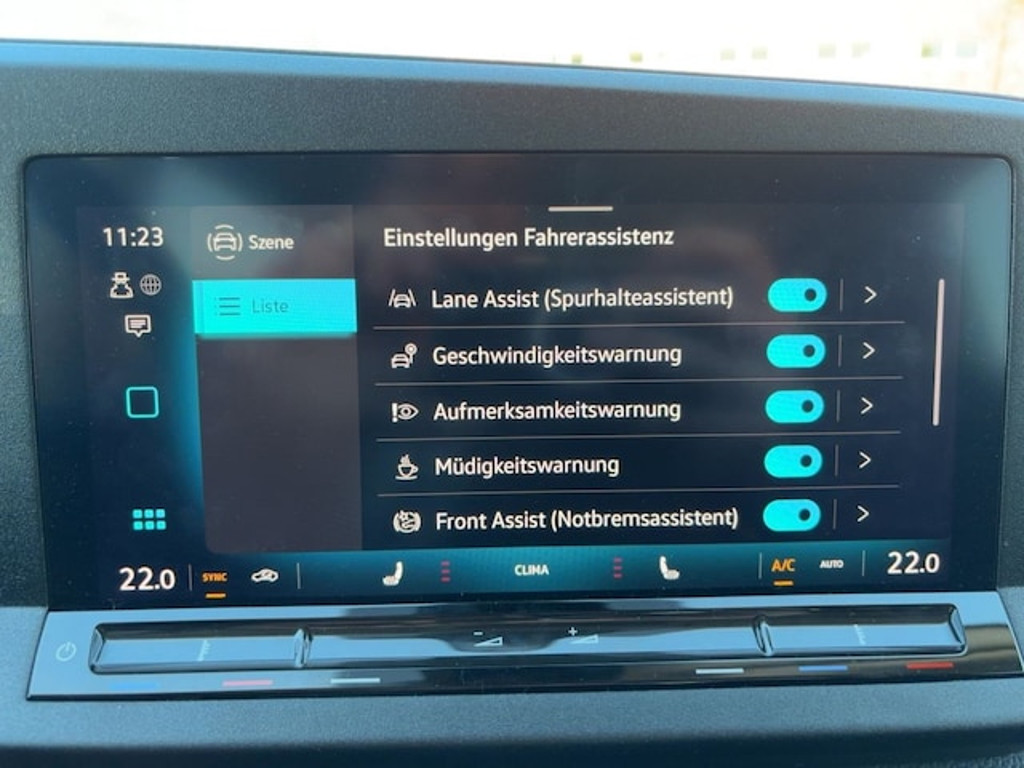 11:23
Szene
Liste
Einstellungen Fahrerassistenz
Lane Assist (Spurhalteassistent)
Geschwindigkeitswarnung
Aufmerksamkeitswarnung
Müdigkeitswarnung
Front Assist (Notbremsassistent)
22.0 SYNC CLIMA A/C AUTO 22.0
- +